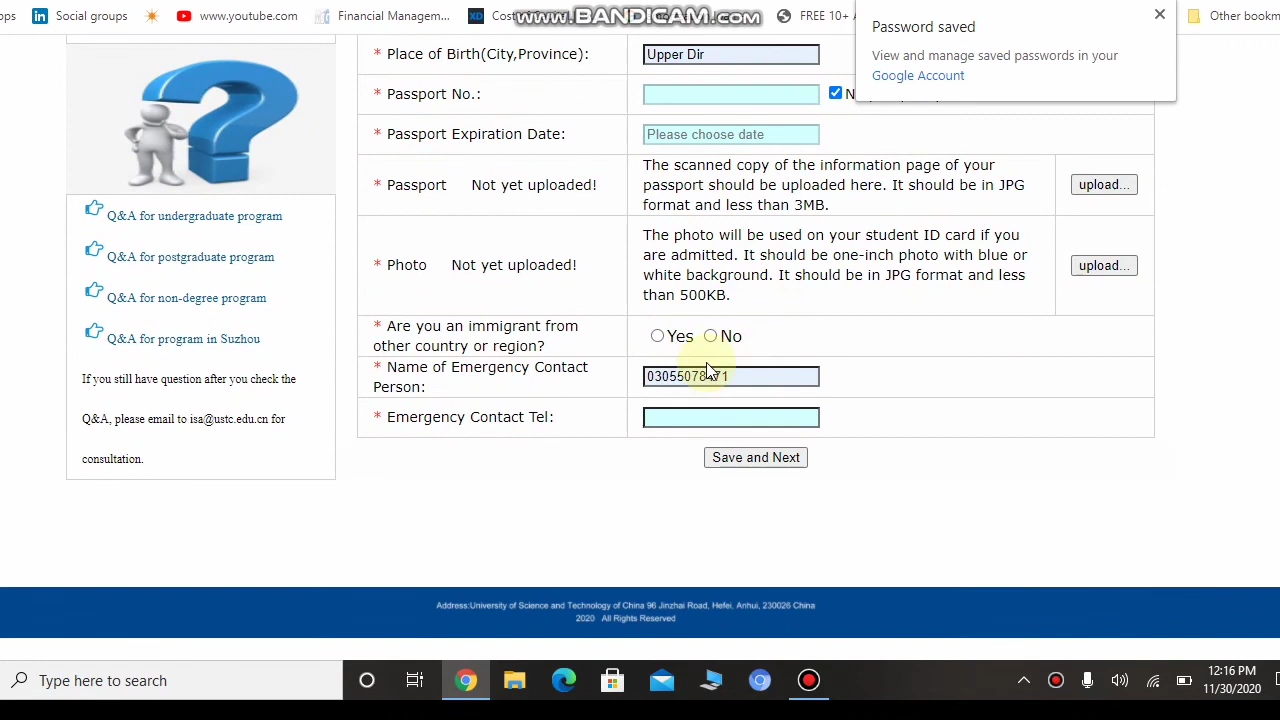 Social groups
www.youtube.com
Financial Managem...
www.BANDICAM.com
FREE 10+
Other bookm
Password saved
View and manage saved passwords in your
Google Account
* Place of Birth(City,Province):
Upper Dir
* Passport No.:
* Passport Expiration Date:
Please choose date
* Passport Not yet uploaded!
The scanned copy of the information page of your
passport should be uploaded here. It should be in JPG
format and less than 3MB.
upload...
* Photo Not yet uploaded!
The photo will be used on your student ID card if you
are admitted. It should be one-inch photo with blue or
white background. It should be in JPG format and less
than 500KB.
upload...
* Are you an immigrant from
other country or region?
Yes No
* Name of Emergency Contact
Person:
* Emergency Contact Tel:
Save and Next
Q&A for undergraduate program
Q&A for postgraduate program
Q&A for non-degree program
Q&A for program in Suzhou
If you still have question after you check the
Q&A, please email to isa@ustc.edu.cn for
consultation.
Address:University of Science and Technology of China 96 Jinzhai Road, Hefei, Anhui, 230026 China
2020 All Rights Reserved
Type here to search
12:16 PM
11/30/2020